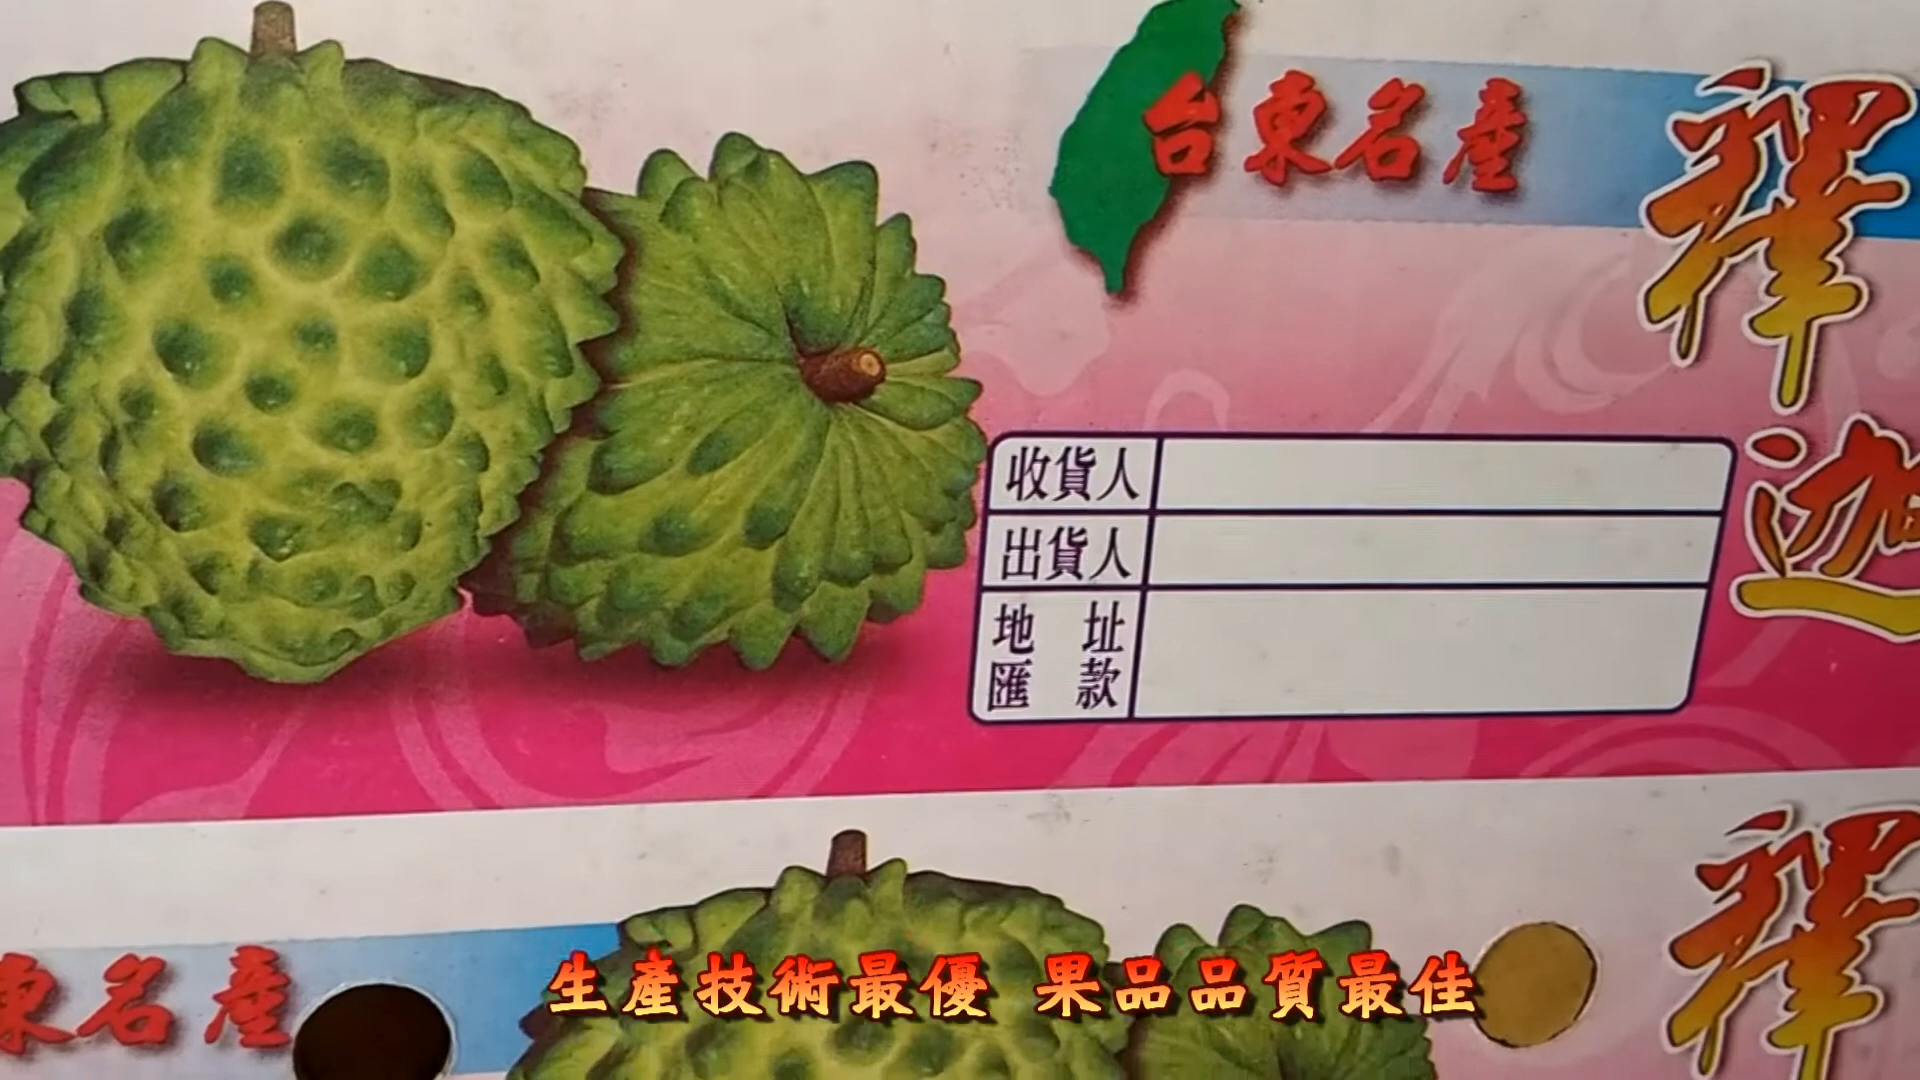 台東名產
釋迦
收貨人
出貨人
地址
匯款
釋
東名產
生產技術最優 果品品質最佳